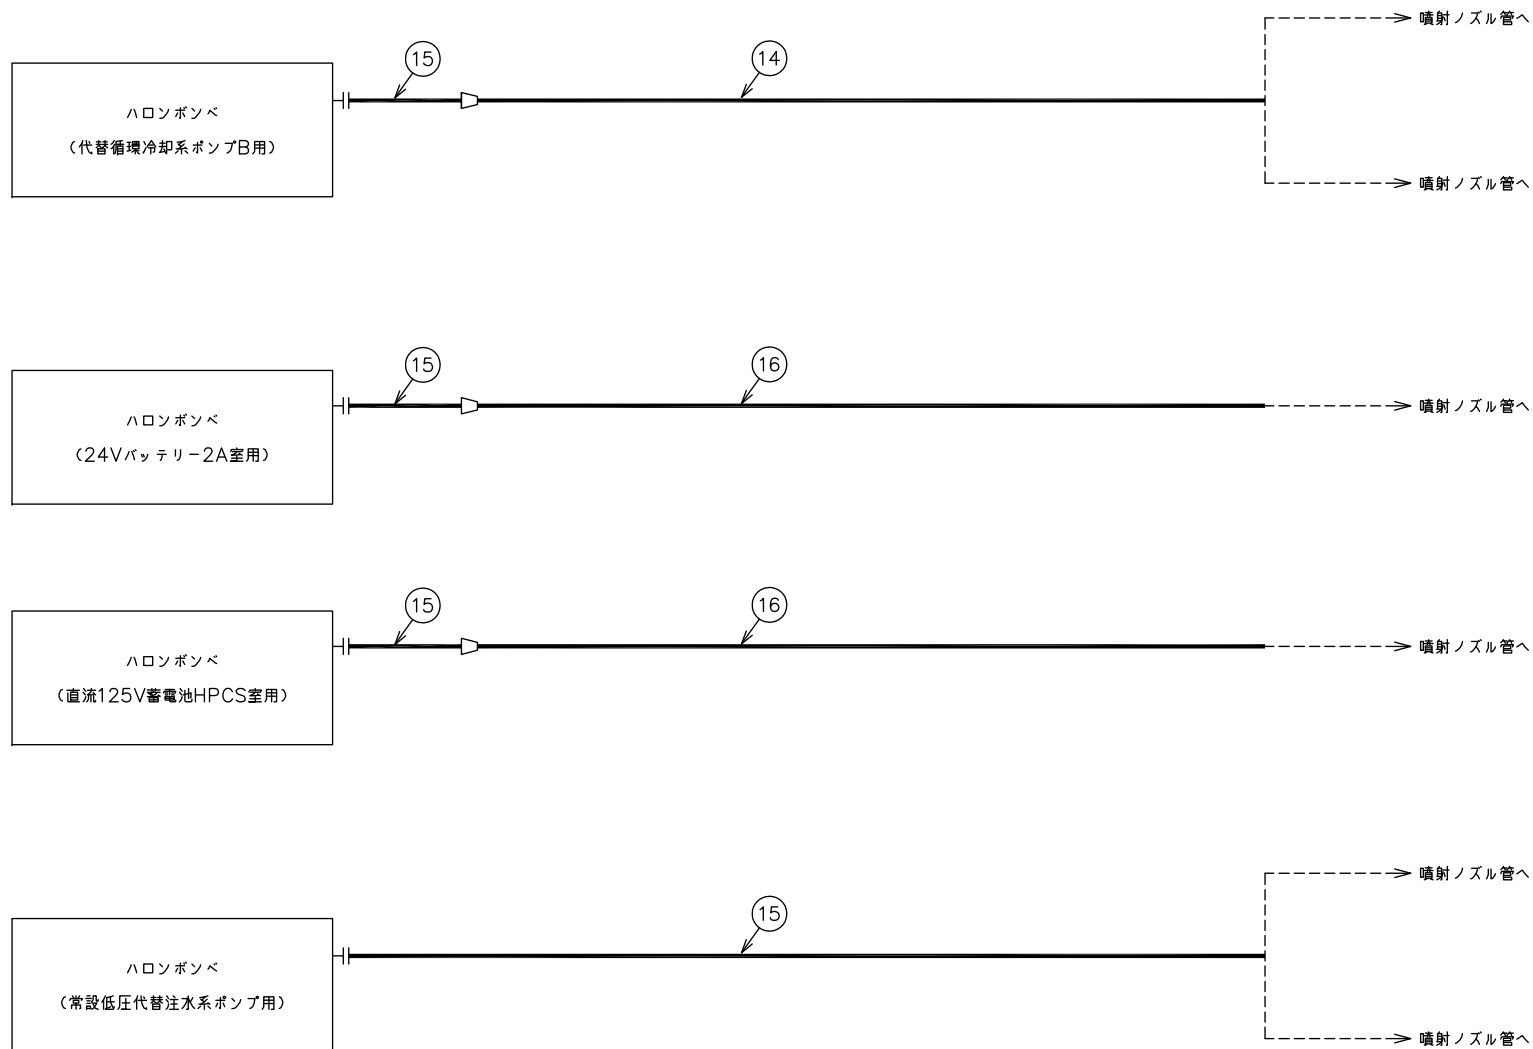 噴射ノズル管へ
15
14
ハロンボンベ
(代替循環冷却系ポンプB用)
噴射ノズル管へ
15
16
ハロンボンベ
(24Vバッテリー2A室用)
噴射ノズル管へ
15
16
ハロンボンベ
(直流125V蓄電池HPCS室用)
噴射ノズル管へ
噴射ノズル管へ
15
ハロンボンベ
(常設低圧代替注水系ポンプ用)
噴射ノズル管へ